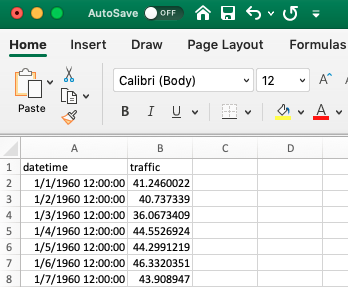 AutoSave OFF
Home Insert Draw Page Layout Formulas
Paste
Calibri (Body) 12 A
B I U A
A B C D
1 datetime traffic
2 1/1/1960 12:00:00 41.2460022
3 1/2/1960 12:00:00 40.737339
4 1/3/1960 12:00:00 36.0673409
5 1/4/1960 12:00:00 44.5526924
6 1/5/1960 12:00:00 44.2991219
7 1/6/1960 12:00:00 46.3320351
8 1/7/1960 12:00:00 43.908947